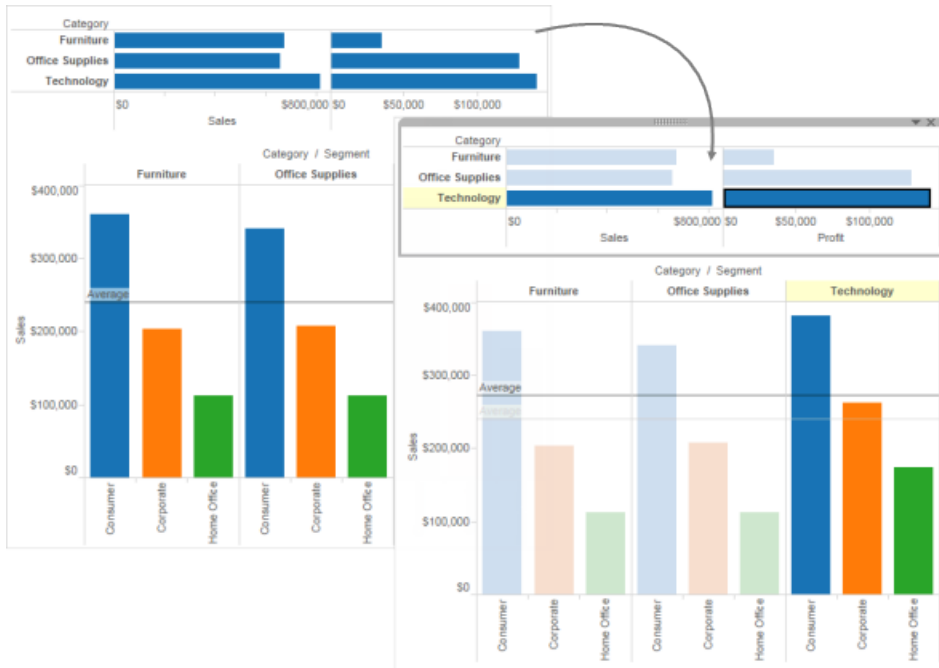 Category
Furniture
Office Supplies
Technology
$0 $800,000 $0 $50,000 $100,000
Sales
Category / Segment
Furniture Office Supplies
$400,000
$300,000
Average
$200,000
$100,000
$0
Sales
Consumer Corporate Home Office Consumer Corporate Home Office
Category
Furniture
Office Supplies
Technology
$0 $800,000 $0 $50,000 $100,000
Sales Profit
Category / Segment
Furniture Office Supplies Technology
$400,000
$300,000
Average
Average
$200,000
$100,000
$0
Sales
Consumer Corporate Home Office Consumer Corporate Home Office Consumer Corporate Home Office